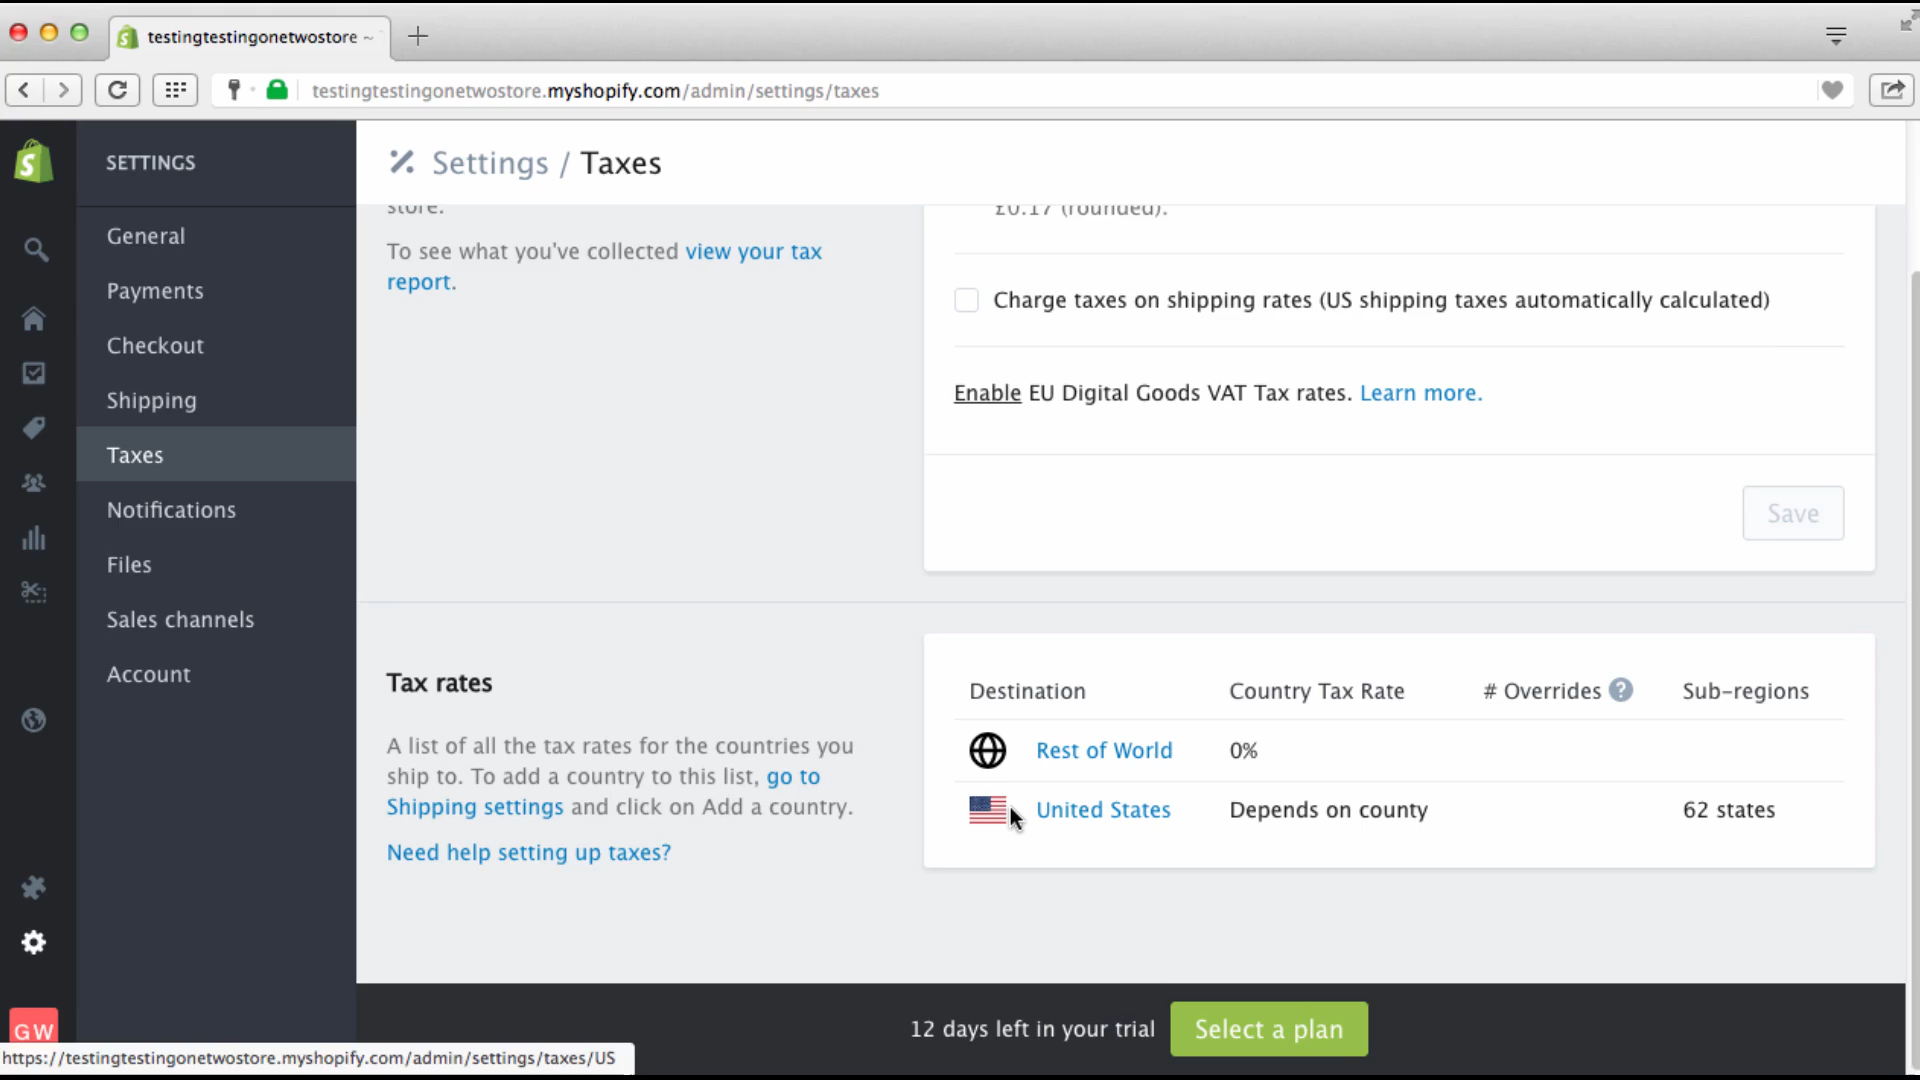 testingtestingonetwostore ~
testingtestingonetwostore.myshopify.com/admin/settings/taxes
SETTINGS
General
Payments
Checkout
Shipping
Taxes
Notifications
Files
Sales channels
Account
GW
Settings / Taxes
store.
To see what you've collected view your tax
report.
£0.17 (rounded).
Charge taxes on shipping rates (US shipping taxes automatically calculated)
Enable EU Digital Goods VAT Tax rates. Learn more.
Save
Tax rates
A list of all the tax rates for the countries you
ship to. To add a country to this list, go to
Shipping settings and click on Add a country.
Need help setting up taxes?
Destination Country Tax Rate # Overrides ? Sub-regions
Rest of World 0%
United States Depends on county 62 states
12 days left in your trial Select a plan
https://testingtestingonetwostore.myshopify.com/admin/settings/taxes/US